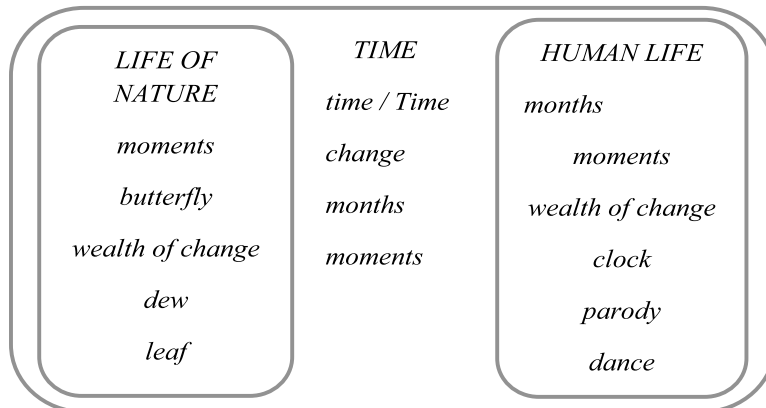 LIFE OF
NATURE
moments
butterfly
wealth of change
dew
leaf
TIME
time / Time
change
months
moments
HUMAN LIFE
months
moments
wealth of change
clock
parody
dance